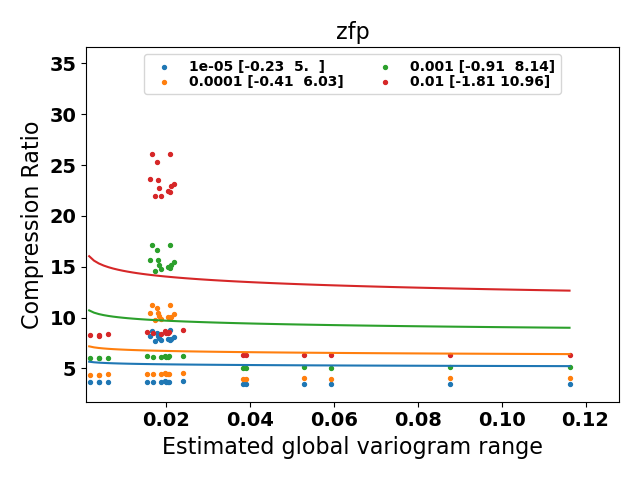 zfp
1e-05 [-0.23  5.  ]
0.0001 [-0.41  6.03]
0.001 [-0.91  8.14]
0.01 [-1.81 10.96]
Compression Ratio
35
30
25
20
15
10
5
0.02 0.04 0.06 0.08 0.10 0.12
Estimated global variogram range